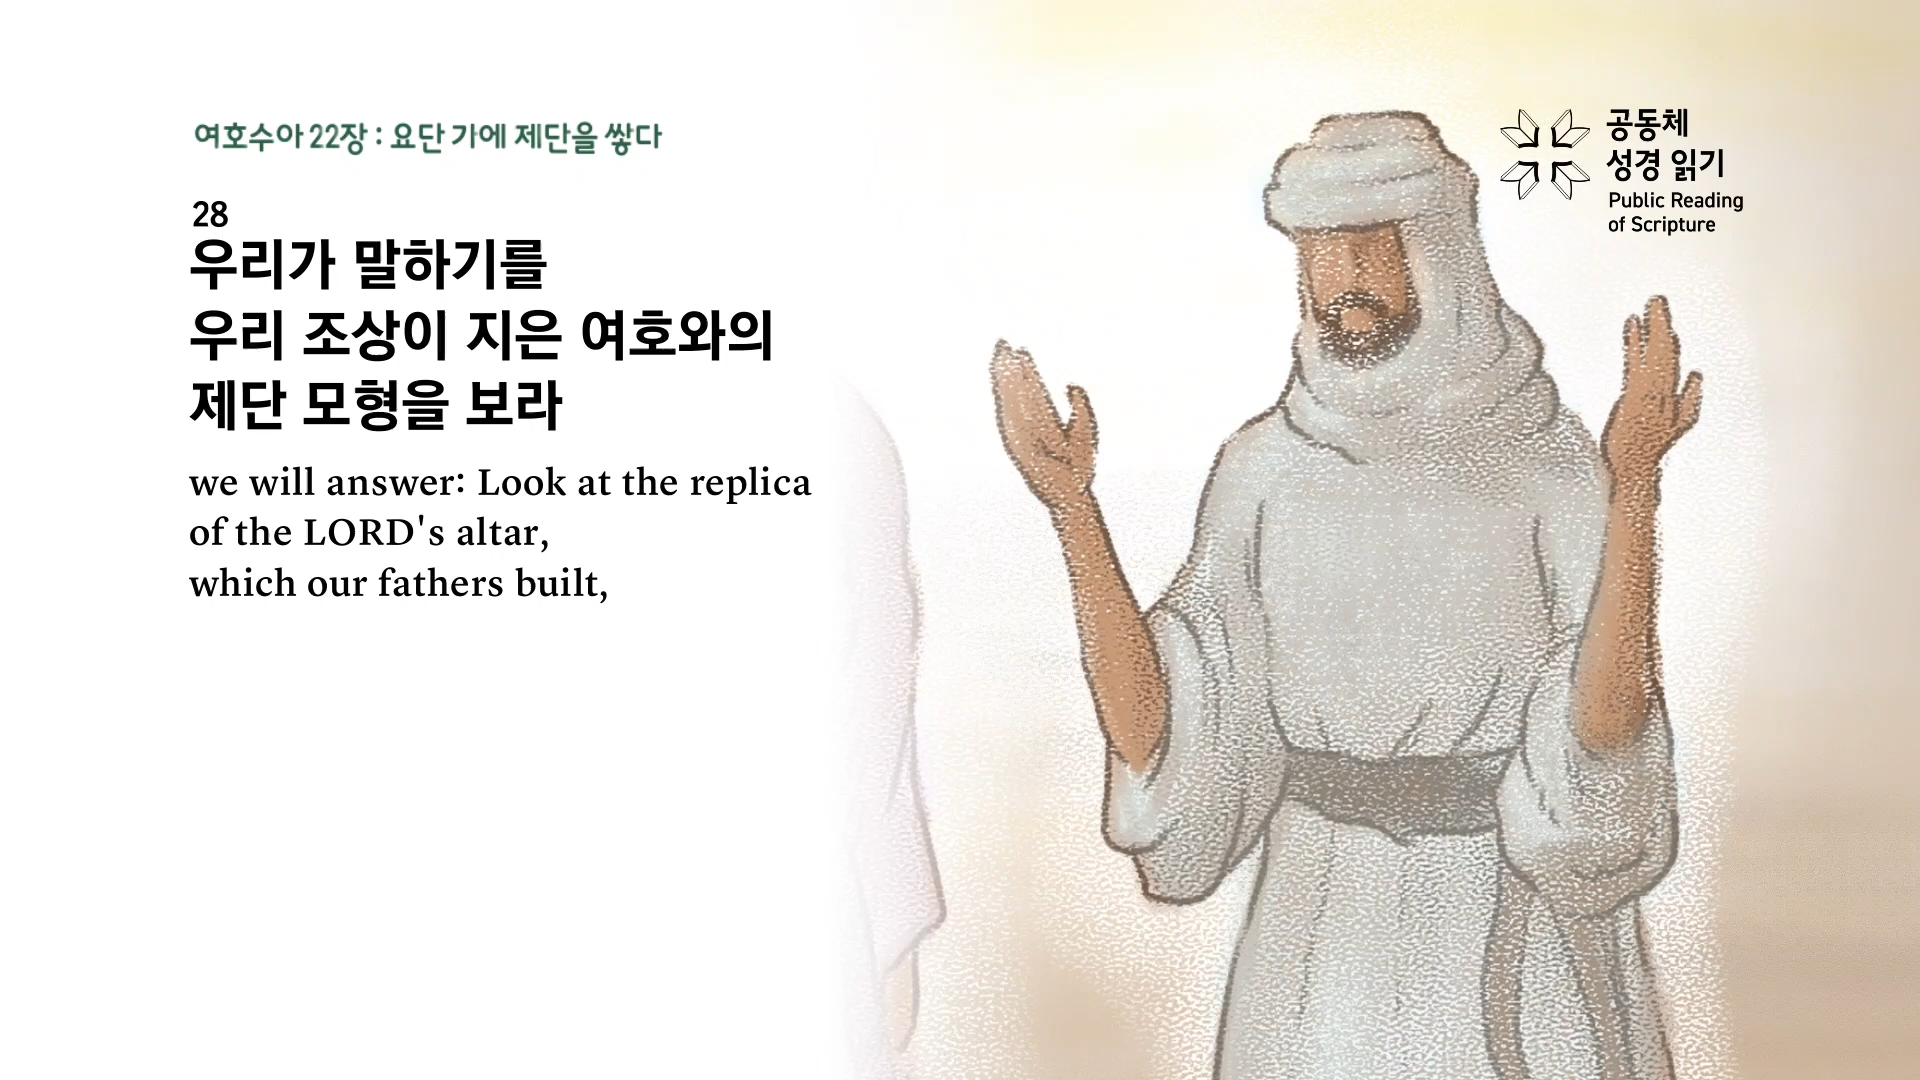 여호수아 22장 : 요단 가에 제단을 쌓다
28
우리가 말하기를
우리 조상이 지은 여호와의
제단 모형을 보라
we will answer: Look at the replica
of the LORD's altar,
which our fathers built,
공동체
성경 읽기
Public Reading
of Scripture